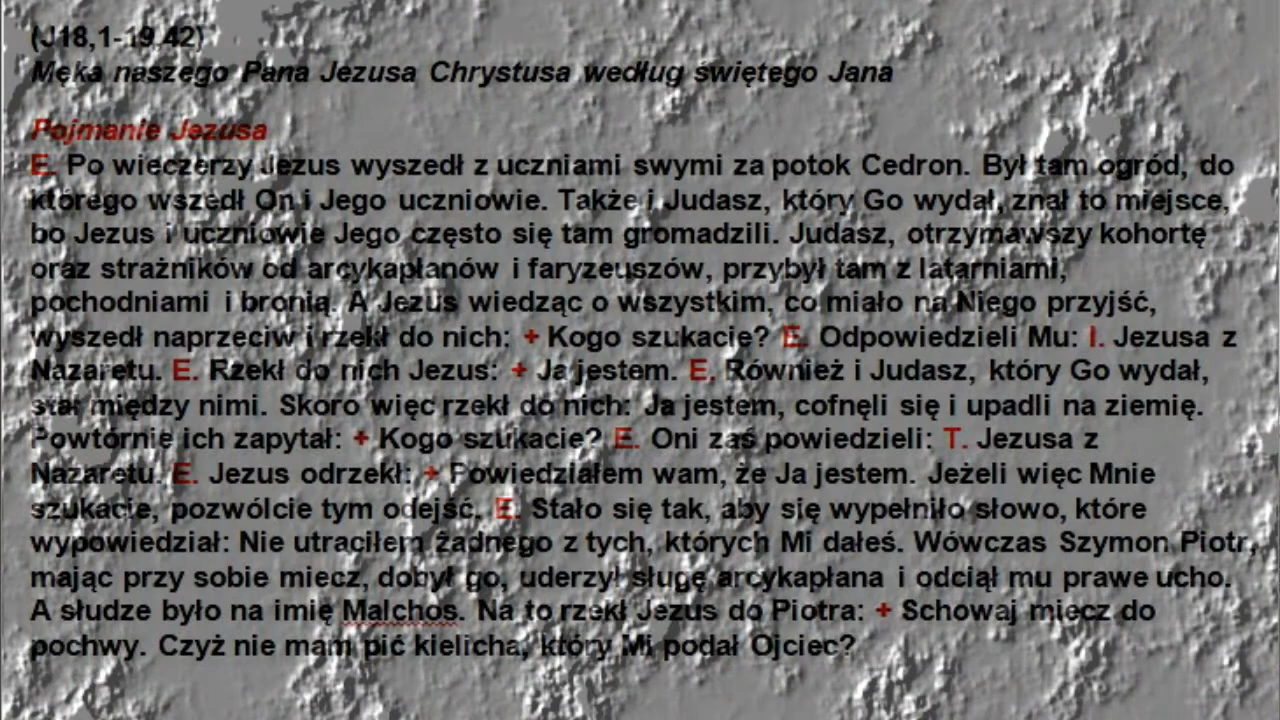 (J18,1-19.42)
Męka naszego Pana Jezusa Chrystusa według świętego Jana
Pojmanie Jezusa
E. Po wieczerzy Jezus wyszedł z uczniami swymi za potok Cedron. Był tam ogród, do
którego wszedł On i Jego uczniowie. Także i Judasz, który Go wydał, znał to miejsce,
bo Jezus i uczniowie Jego często się tam gromadzili. Judasz, otrzymawszy kohortę
oraz strażników od arcykapłanów i faryzeuszów, przybył tam z latarniami,
pochodniami i bronią. A Jezus wiedząc o wszystkim, co miało na Niego przyjść,
wyszedł naprzeciw i rzekł do nich: + Kogo szukacie? E. Odpowiedzieli Mu: I. Jezusa z
Nazaretu. E. Rzekł do nich Jezus: + Ja jestem. E. Również i Judasz, który Go wydał,
stał między nimi. Skoro więc rzekł do nich: Ja jestem, cofnęli się i upadli na ziemię.
Powtórnie ich zapytał: + Kogo szukacie? E. Oni zaś powiedzieli: T. Jezusa z
Nazaretu. E. Jezus odrzekł: + Powiedziałem wam, że Ja jestem. Jeżeli więc Mnie
szukacie, pozwólcie tym odejść. E. Stało się tak, aby się wypełniło słowo, które
wypowiedział: Nie utraciłem żadnego z tych, których Mi dałeś. Wówczas Szymon Piotr,
mając przy sobie miecz, dobył go, uderzył sługę arcykapłana i odciął mu prawe ucho.
A słudze było na imię Malchos. Na to rzekł Jezus do Piotra: + Schowaj miecz do
pochwy. Czyż nie mam pić kielicha, który Mi podał Ojciec?